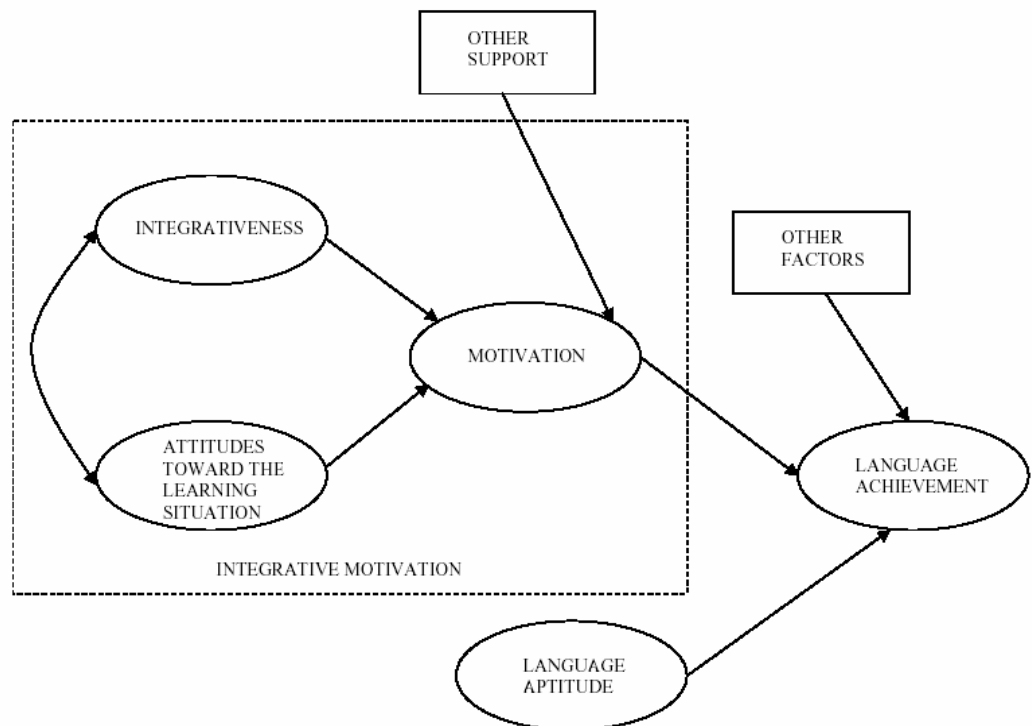 OTHER
SUPPORT
INTEGRATIVENESS
OTHER
FACTORS
MOTIVATION
ATTITUDES
TOWARD THE
LEARNING
SITUATION
LANGUAGE
ACHIEVEMENT
INTEGRATIVE MOTIVATION
LANGUAGE
APTITUDE